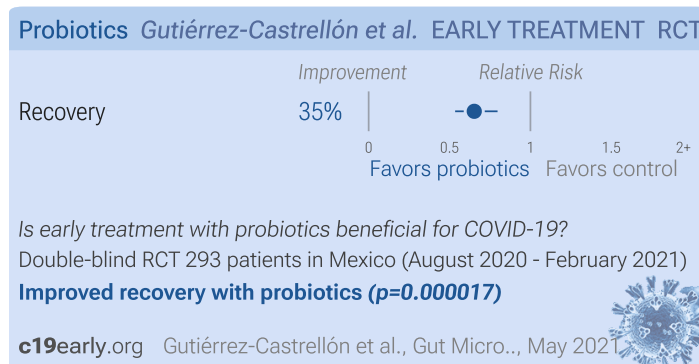 Probiotics Gutiérrez-Castrellón et al. EARLY TREATMENT RCT
Improvement Relative Risk
Recovery 35%
0 0.5 1 1.5 2+
Favors probiotics Favors control
Is early treatment with probiotics beneficial for COVID-19?
Double-blind RCT 293 patients in Mexico (August 2020 - February 2021)
Improved recovery with probiotics (p=0.000017)
c19early.org Gutiérrez-Castrellón et al., Gut Micro.., May 2021